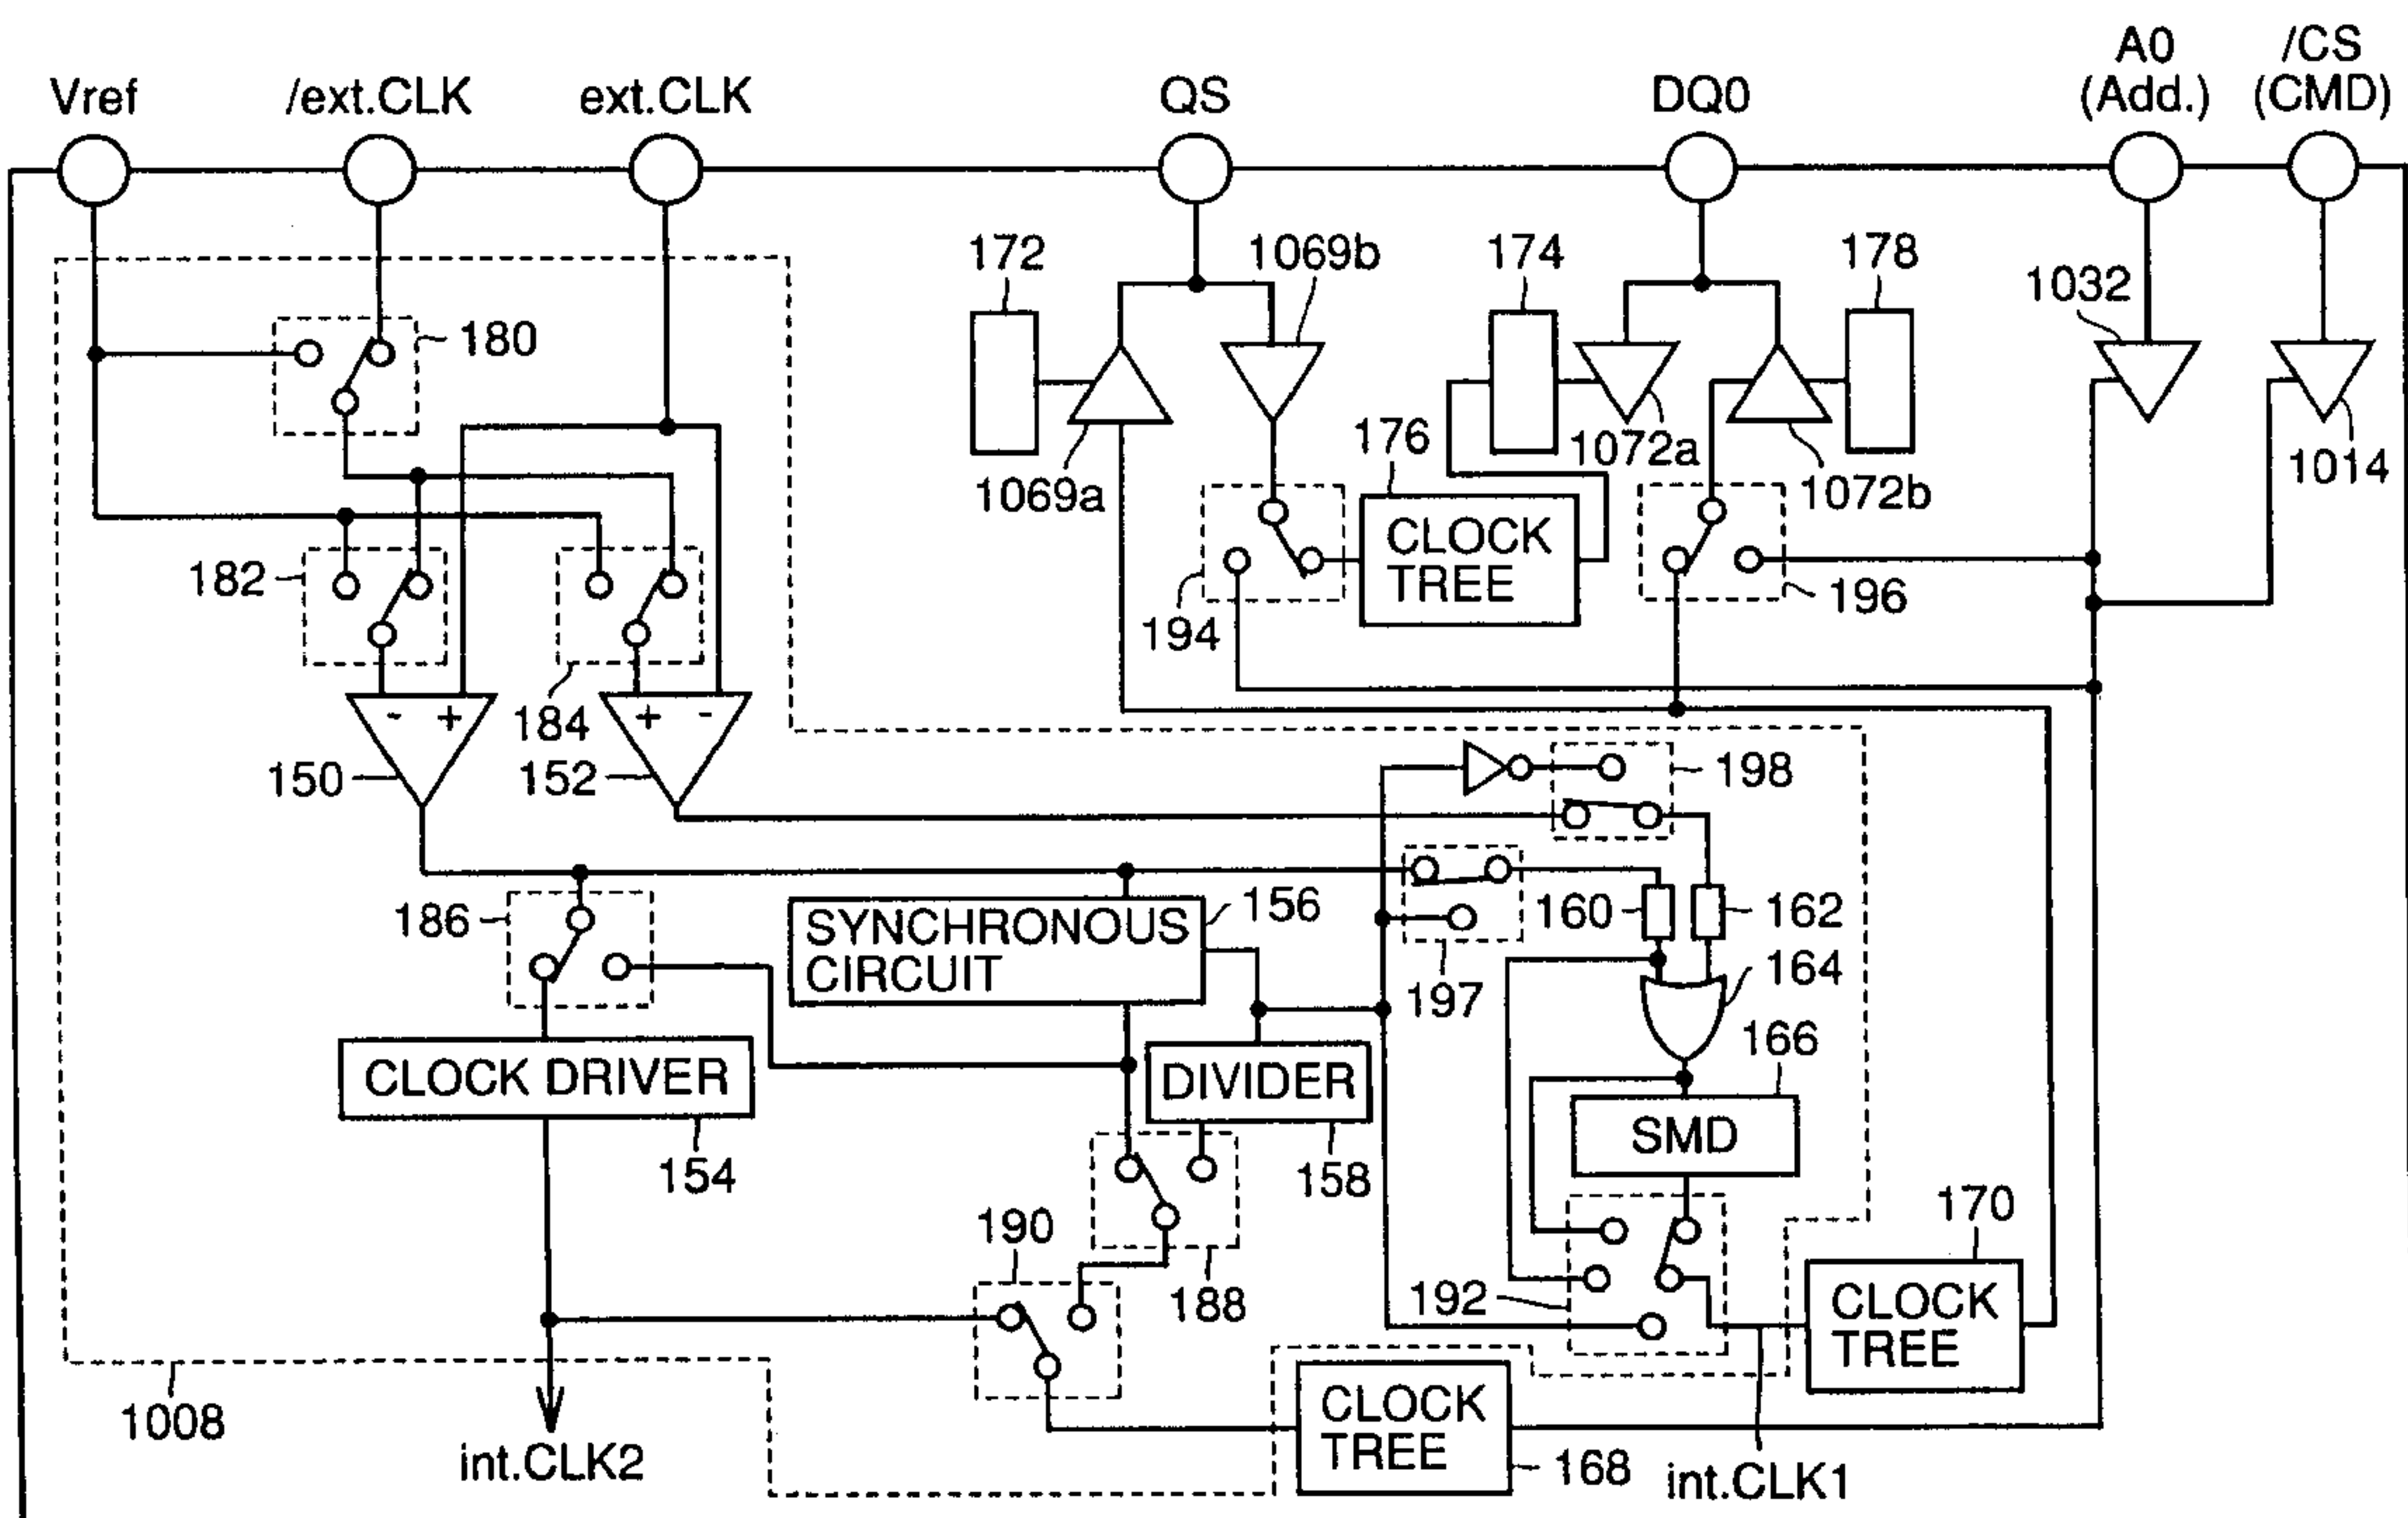 Vref
/ext.CLK
ext.CLK
QS
DQ0
A0
(Add.)
/CS
(CMD)
172
1069b
174
178
1032
180
176
1072a
1069a
1072b
1014
CLOCK
TREE
182
194
196
184
- +
+ -
150
152
198
186
SYNCHRONOUS
CIRCUIT
156
160
162
197
164
CLOCK DRIVER
DIVIDER
166
SMD
154
158
190
188
192
170
CLOCK
TREE
1008
int.CLK2
CLOCK
TREE
168
int.CLK1